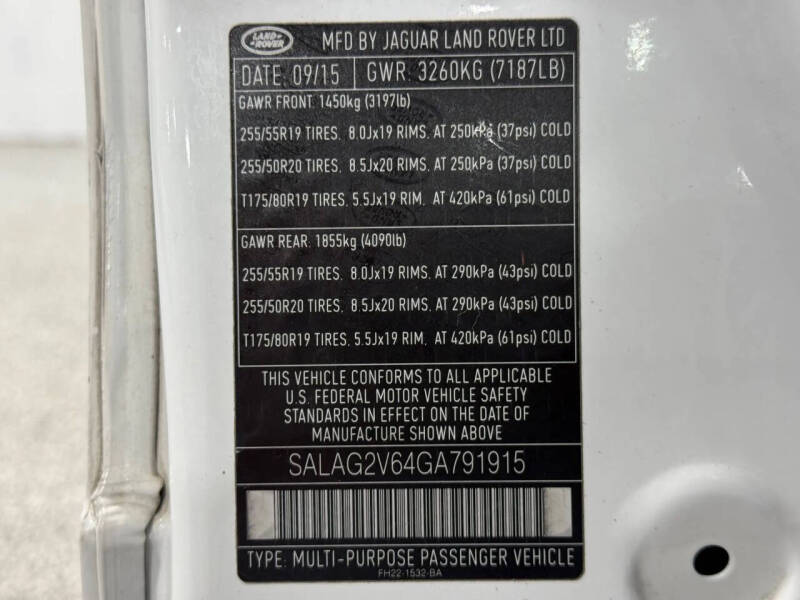 LAND-
-ROVER
MFD BY JAGUAR LAND ROVER LTD
DATE: 09/15 GWR: 3260KG (7187LB)
GAWR FRONT: 1450kg (3197lb)
255/55R19 TIRES. 8.0Jx19 RIMS. AT 250kPa (37psi) COLD
255/50R20 TIRES. 8.5Jx20 RIMS. AT 250kPa (37psi) COLD
T175/80R19 TIRES. 5.5Jx19 RIM. AT 420kPa (61psi) COLD
GAWR REAR: 1855kg (4090lb)
255/55R19 TIRES. 8.0Jx19 RIMS. AT 290kPa (43psi) COLD
255/50R20 TIRES. 8.5Jx20 RIMS. AT 290kPa (43psi) COLD
T175/80R19 TIRES. 5.5Jx19 RIM. AT 420kPa (61psi) COLD
THIS VEHICLE CONFORMS TO ALL APPLICABLE
U.S. FEDERAL MOTOR VEHICLE SAFETY
STANDARDS IN EFFECT ON THE DATE OF
MANUFACTURE SHOWN ABOVE
SALAG2V64GA791915
TYPE: MULTI-PURPOSE PASSENGER VEHICLE
FH22-1532-BA